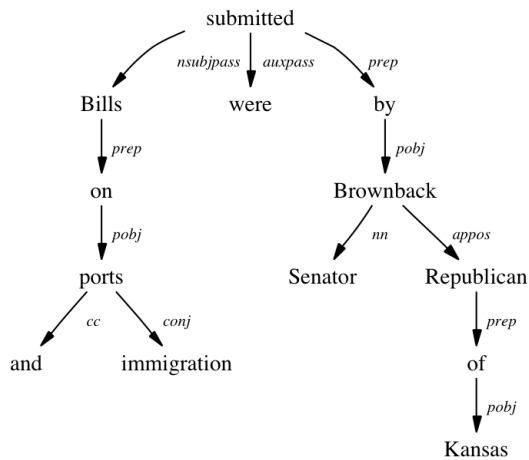 submitted
nsubjpass auxpass prep
Bills were by
prep pobj
on Brownback
pobj nn appos
ports Senator Republican
cc conj prep
and immigration of
pobj
Kansas